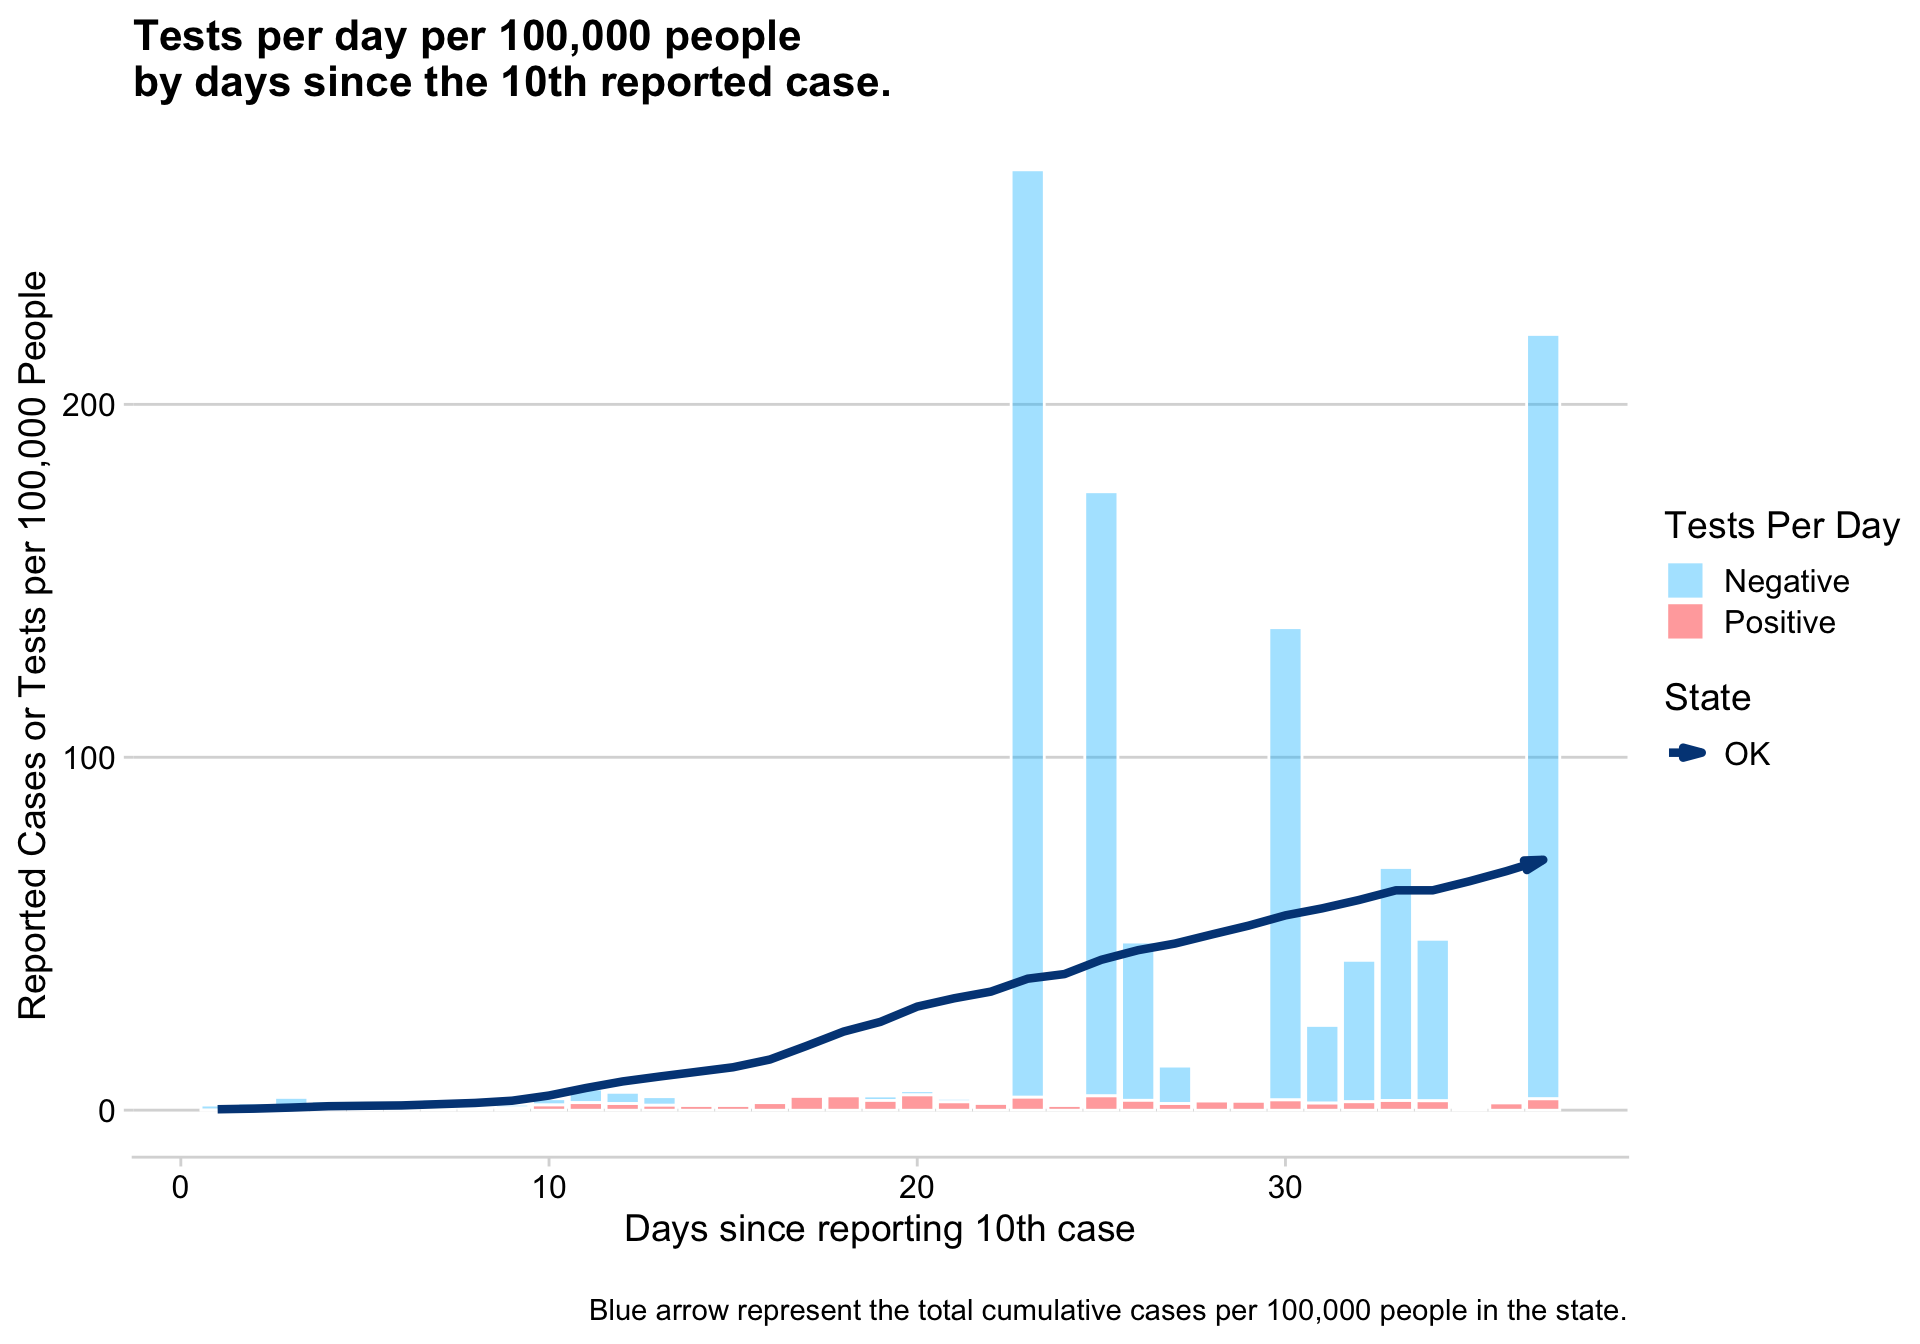 Tests per day per 100,000 people
by days since the 10th reported case.
Reported Cases or Tests per 100,000 People
200
100
0
0
10
20
30
Days since reporting 10th case
Tests Per Day
Negative
Positive
State
OK
Blue arrow represent the total cumulative cases per 100,000 people in the state.